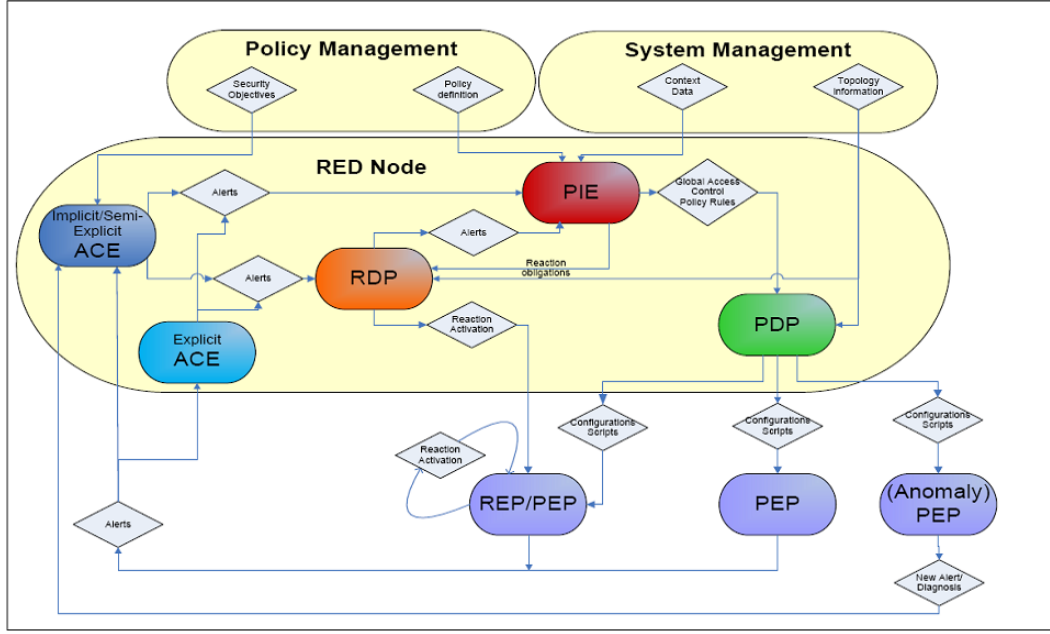 Policy Management
System Management
Security
Objectives
Policy
definition
Context
Data
Topology
Information
RED Node
Alerts
PIE
Global Access
Control
Policy Rules
Implicit/Semi-
Explicit
ACE
Alerts
Reaction
obligations
Alerts
RDP
Reaction
Activation
PDP
Explicit
ACE
Configurations
Scripts
Configurations
Scripts
Configurations
Scripts
Reaction
Activation
REP/PEP
PEP
(Anomaly)
PEP
Alerts
New Alert/
Diagnosis